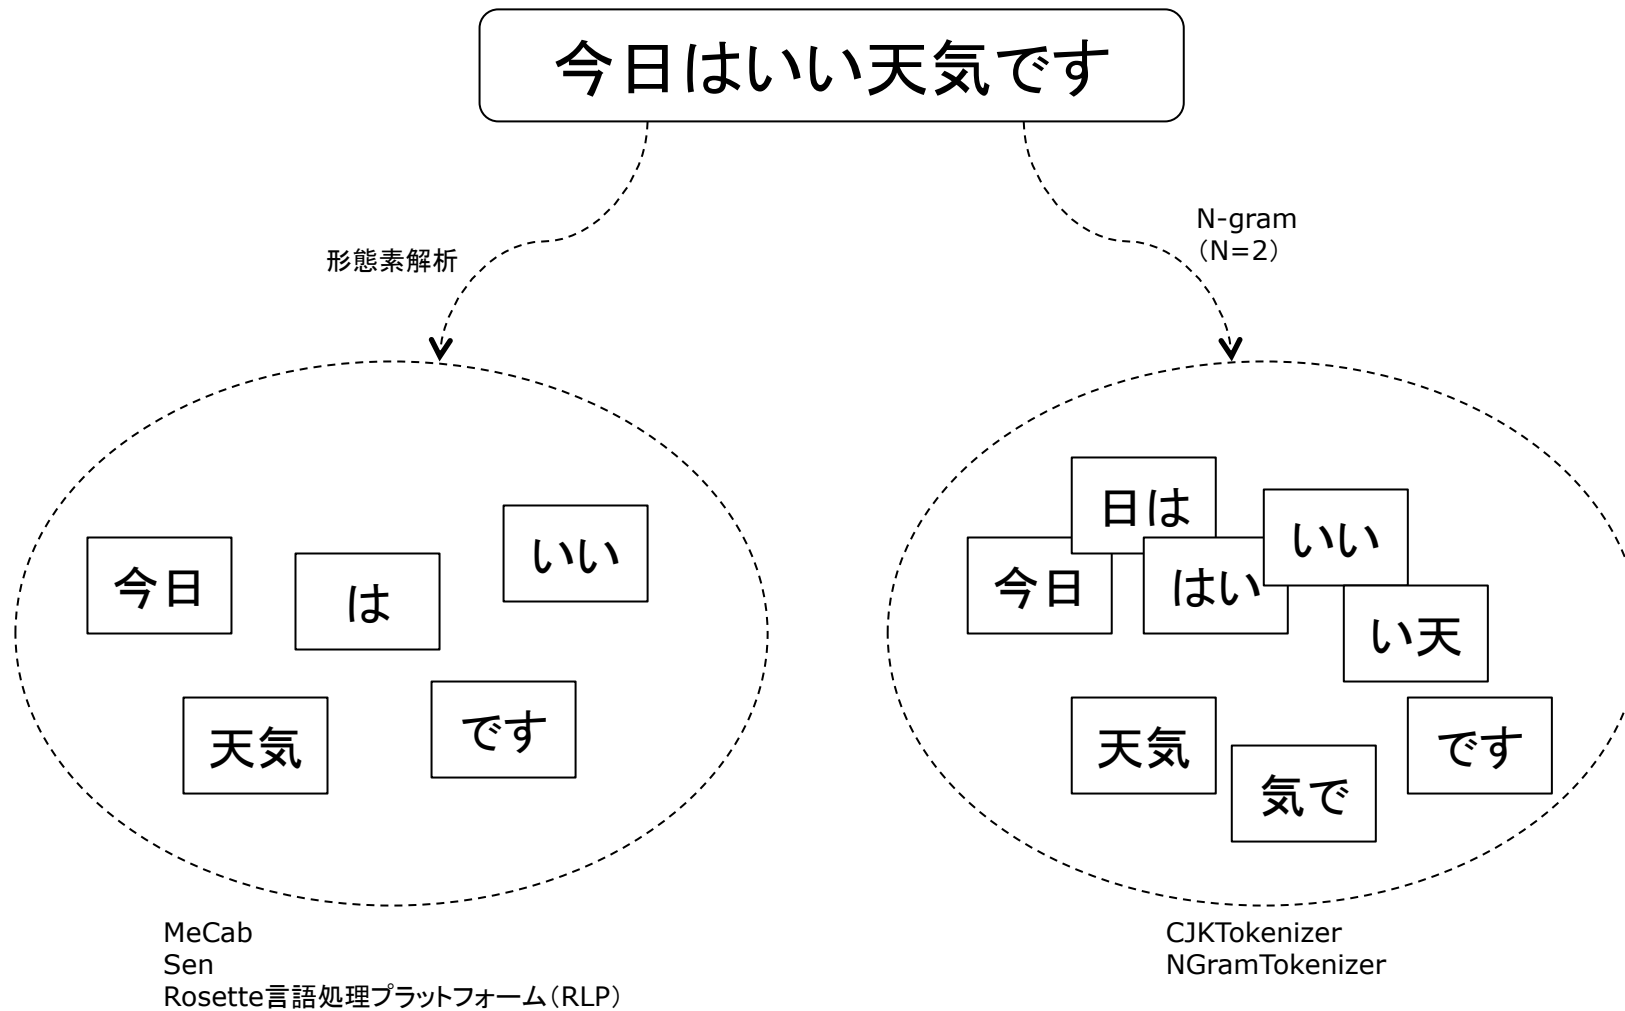 今日はいい天気です
形態素解析
N-gram
（N=2）
今日
は
いい
天気
です
今日
日は
はい
いい
い天
天気
気で
です
MeCab
Sen
Rosette言語処理プラットフォーム（RLP）
CJKTokenizer
NGramTokenizer